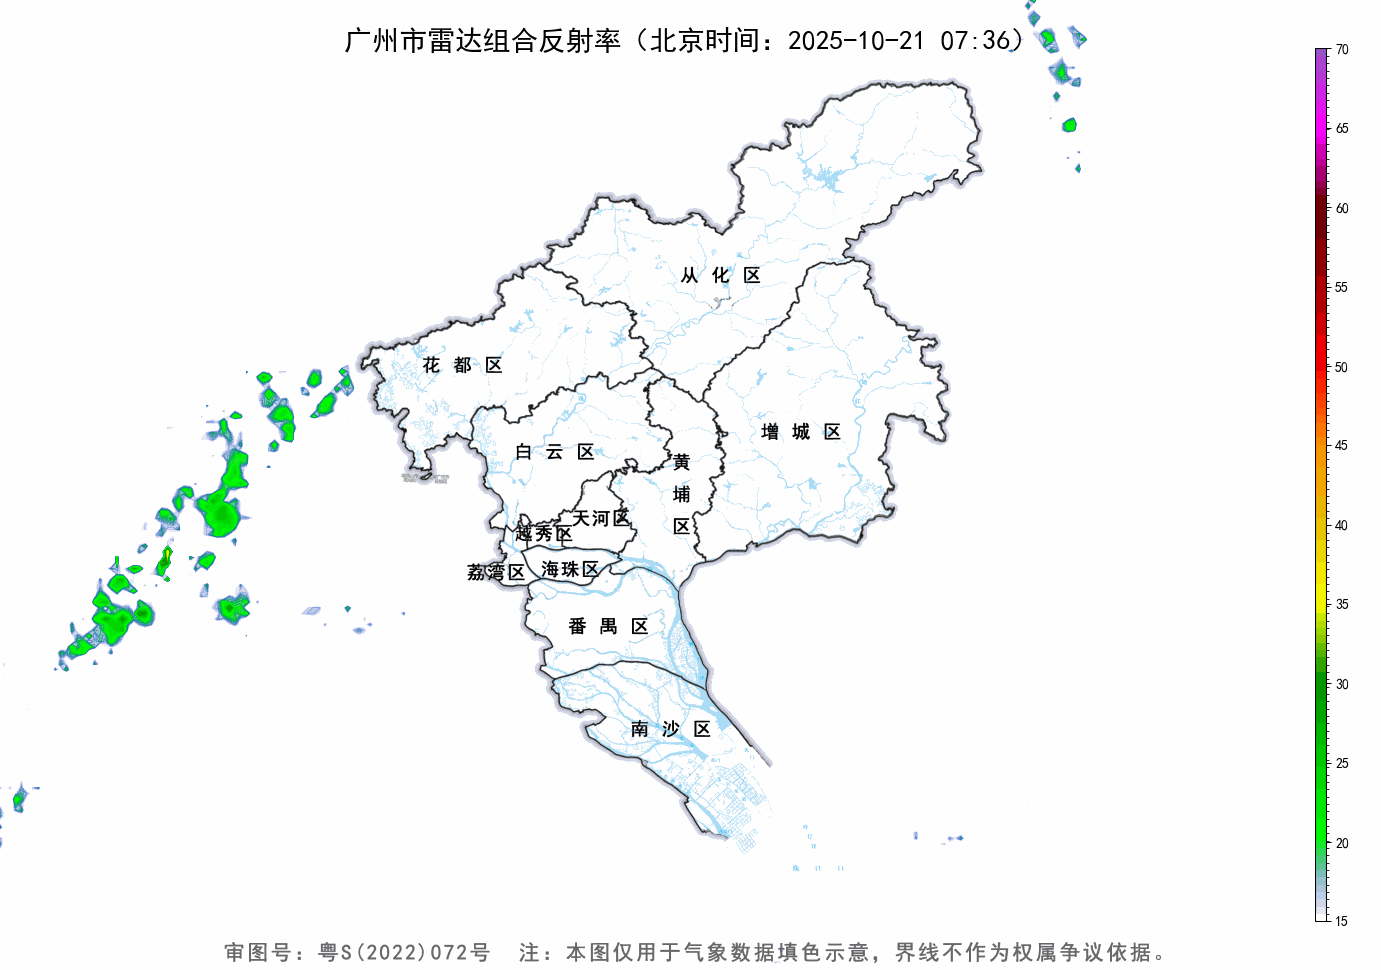 广州市雷达组合反射率（北京时间：2025-10-21 07:36）
70
65
60
55
50
45
40
35
30
25
20
15
从化区
花都区
增城区
白云区
黄埔区
天河区
越秀区
荔湾区
海珠区
番禺区
南沙区
审图号：粤S(2022)072号 注：本图仅用于气象数据填色示意，界线不作为权属争议依据。